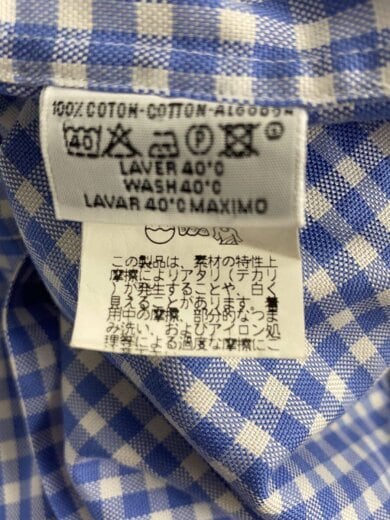 100% COTON-COTTON-
40 P
LAVER 40°C
WASH 40°C
LAVAR 40°C MAXIMO
この製品は、素材の特性上
摩擦によりアタリ（テカリ
）が発生することや、白く
見えることがあります。着
用中の摩擦、部分的なつま
み洗い、およびアイロン処
理等による過度な摩擦にご